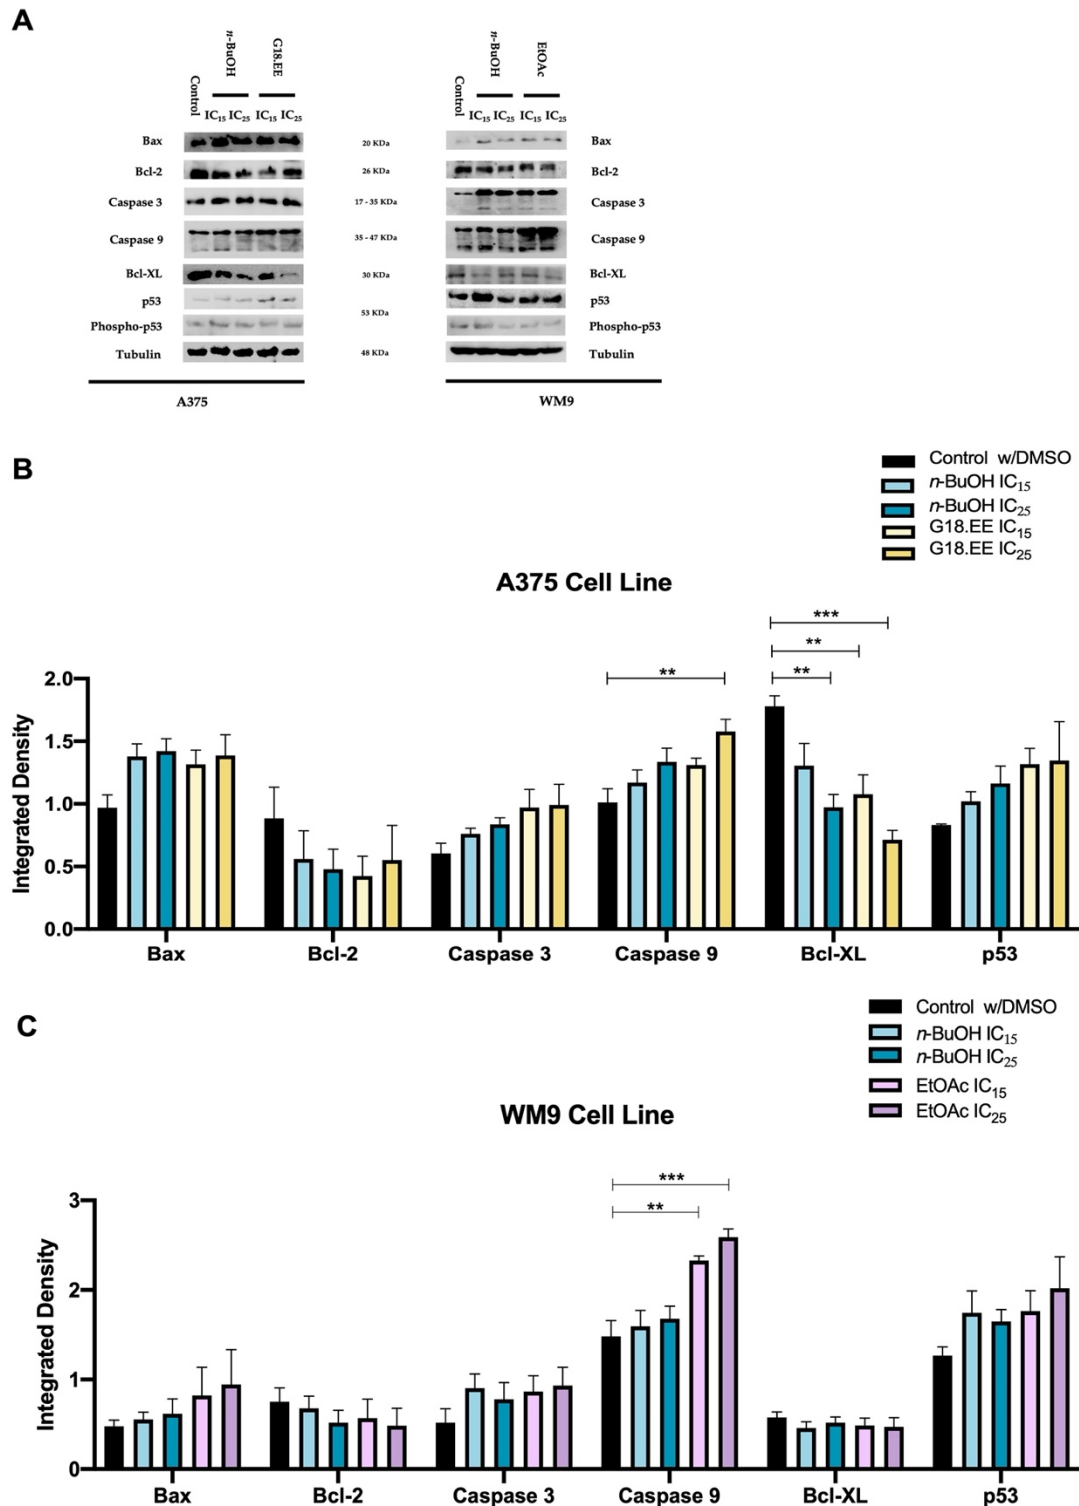 A
Control
n-BuOH
G18.EE
IC₁₅ IC₂₅ IC₁₅ IC₂₅
Control
n-BuOH
EtOAc
IC₁₅ IC₂₅ IC₁₅ IC₂₅
Bax 20 KDa Bax
Bcl-2 26 KDa Bcl-2
Caspase 3 17 - 35 KDa Caspase 3
Caspase 9 35 - 47 KDa Caspase 9
Bcl-XL 30 KDa Bcl-XL
p53 p53
53 KDa
Phospho-p53 Phospho-p53
Tubulin 48 KDa Tubulin
A375 WM9
B
Control w/DMSO
n-BuOH IC₁₅
n-BuOH IC₂₅
G18.EE IC₁₅
G18.EE IC₂₅
A375 Cell Line
***
**
** **
Integrated Density
2.0
1.5
1.0
0.5
0.0
Bax Bcl-2 Caspase 3 Caspase 9 Bcl-XL p53
C
Control w/DMSO
n-BuOH IC₁₅
n-BuOH IC₂₅
EtOAc IC₁₅
EtOAc IC₂₅
WM9 Cell Line
***
**
Integrated Density
3
2
1
0
Bax Bcl-2 Caspase 3 Caspase 9 Bcl-XL p53